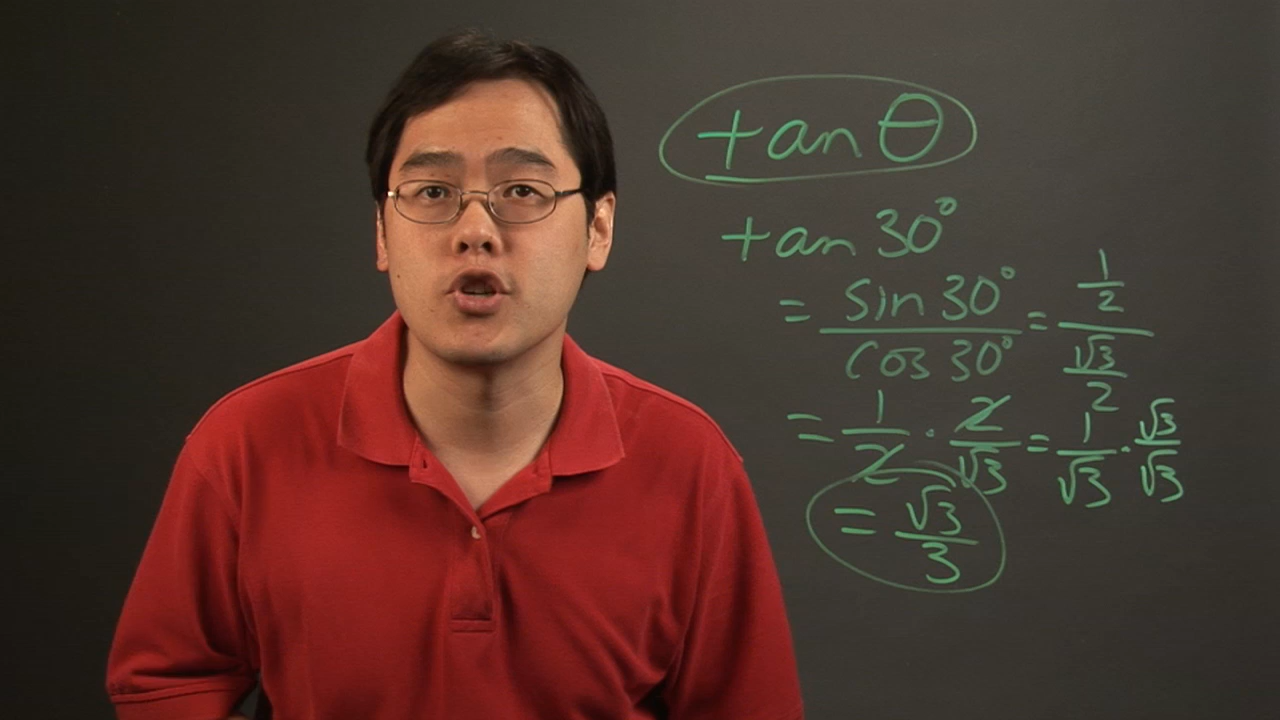 tan θ
tan 30°
= sin 30° / cos 30° = 1/2 / √3/2
= 1/2 · 2/√3 = 1/√3 · √3/√3
= √3/3